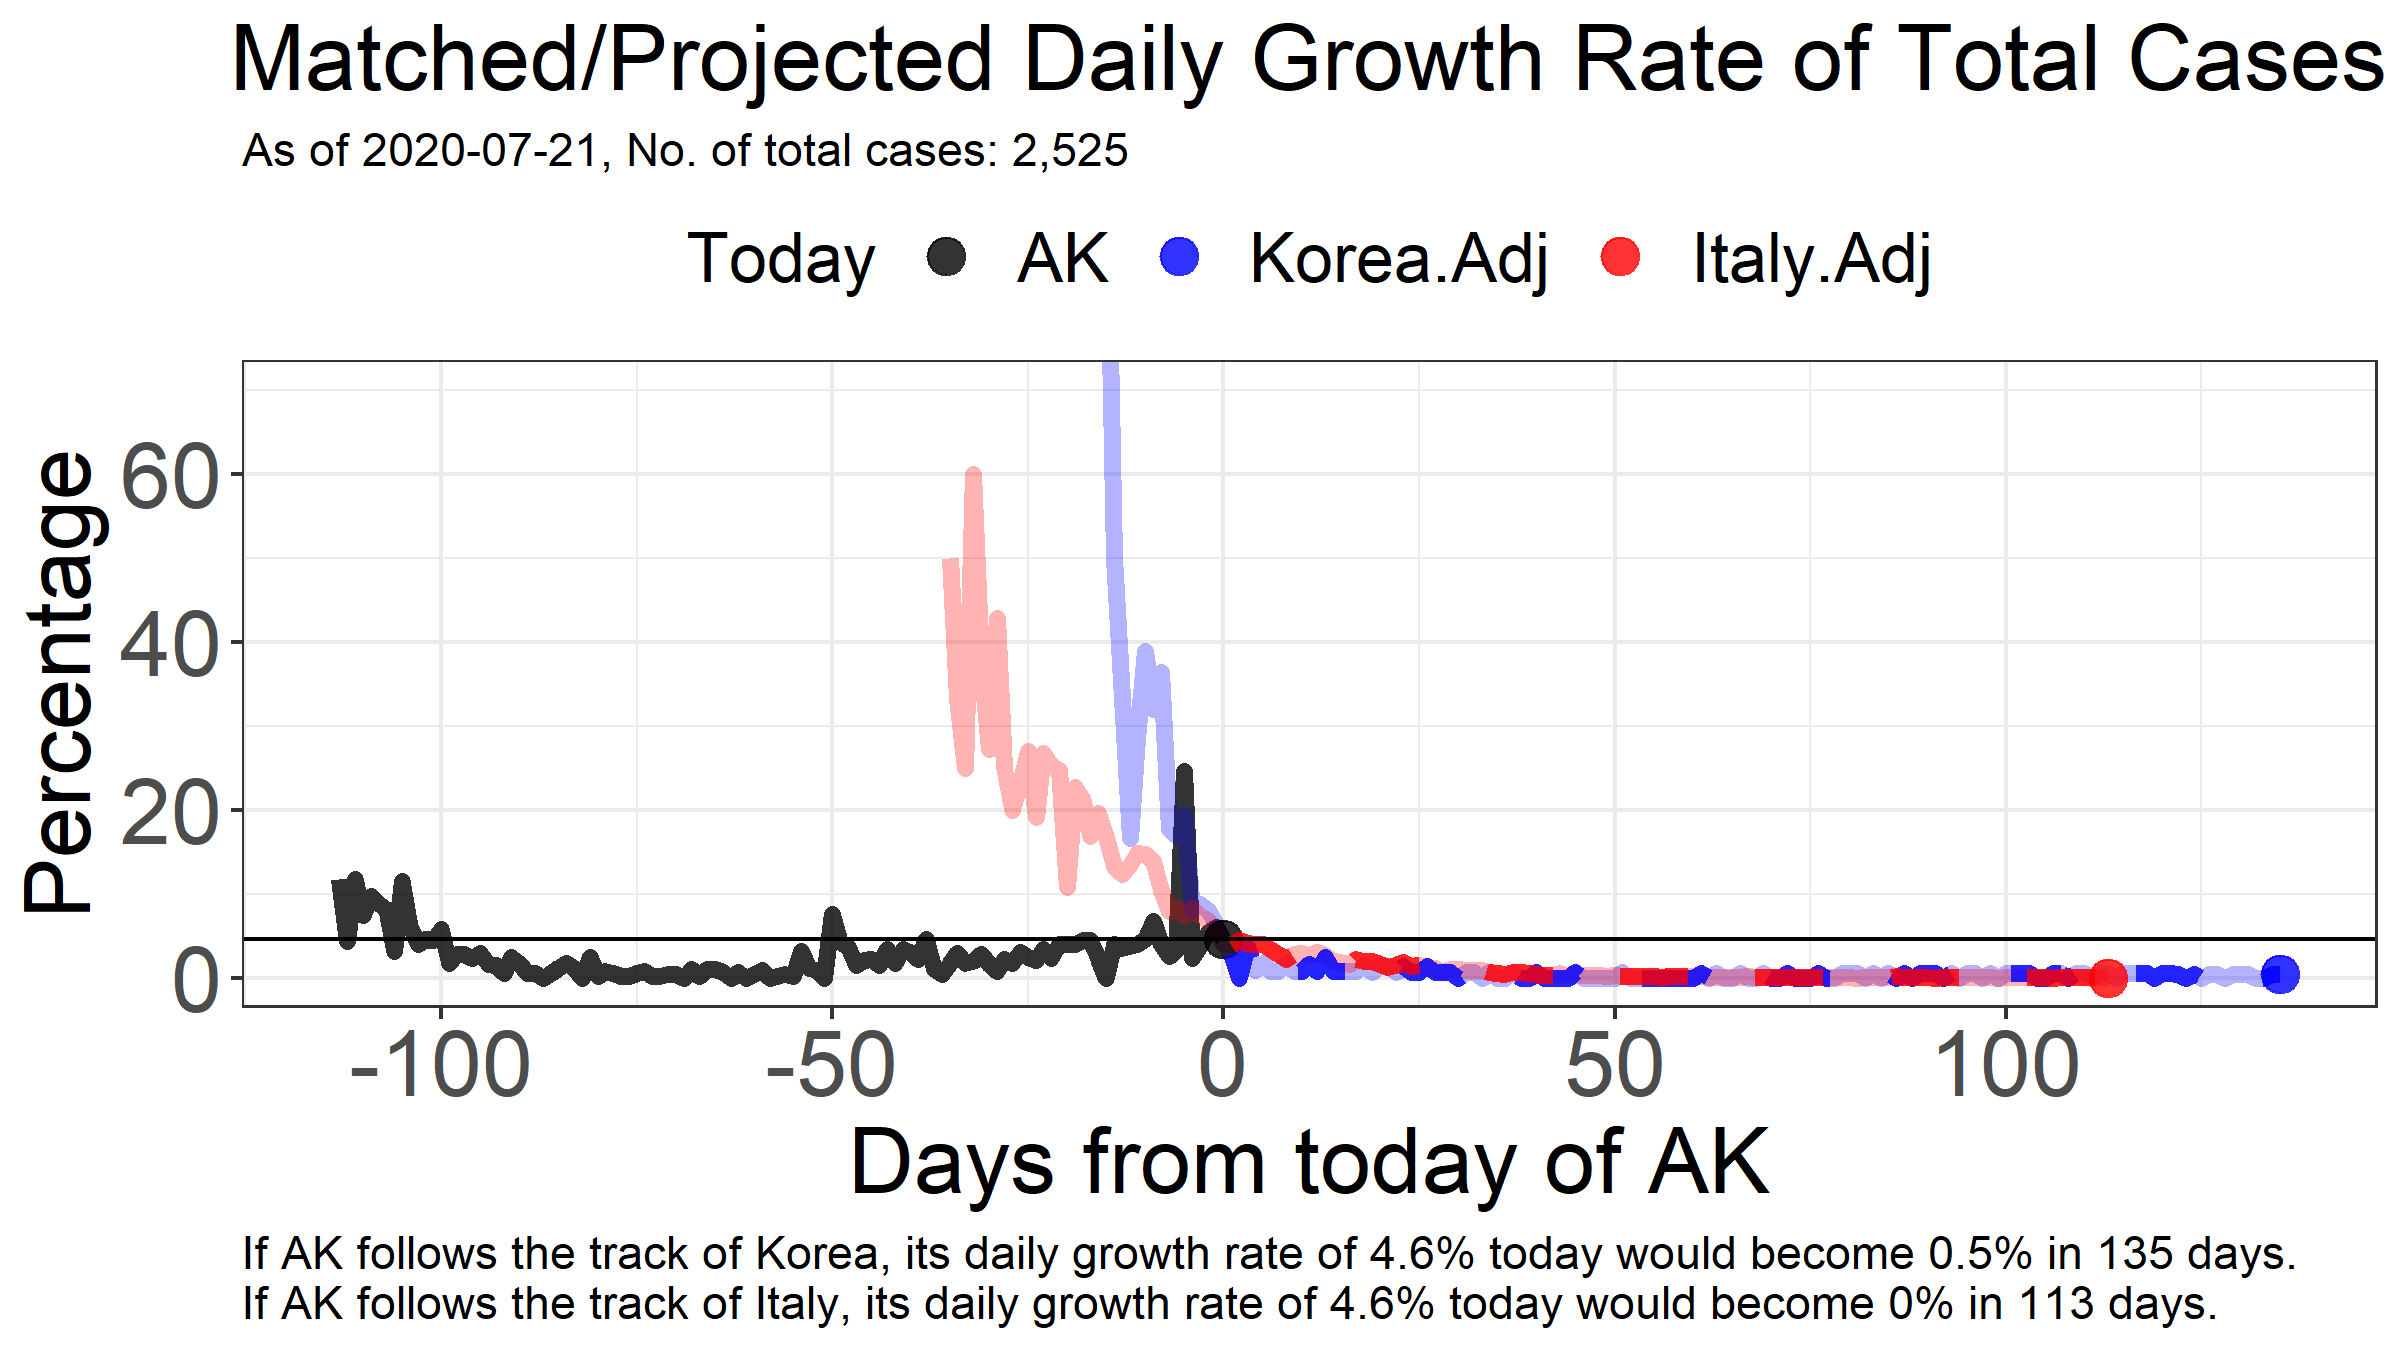 Matched/Projected Daily Growth Rate of Total Cases
As of 2020-07-21, No. of total cases: 2,525
Today AK Korea.Adj Italy.Adj
Percentage
60
40
20
0
-100 -50 0 50 100
Days from today of AK
If AK follows the track of Korea, its daily growth rate of 4.6% today would become 0.5% in 135 days.
If AK follows the track of Italy, its daily growth rate of 4.6% today would become 0% in 113 days.